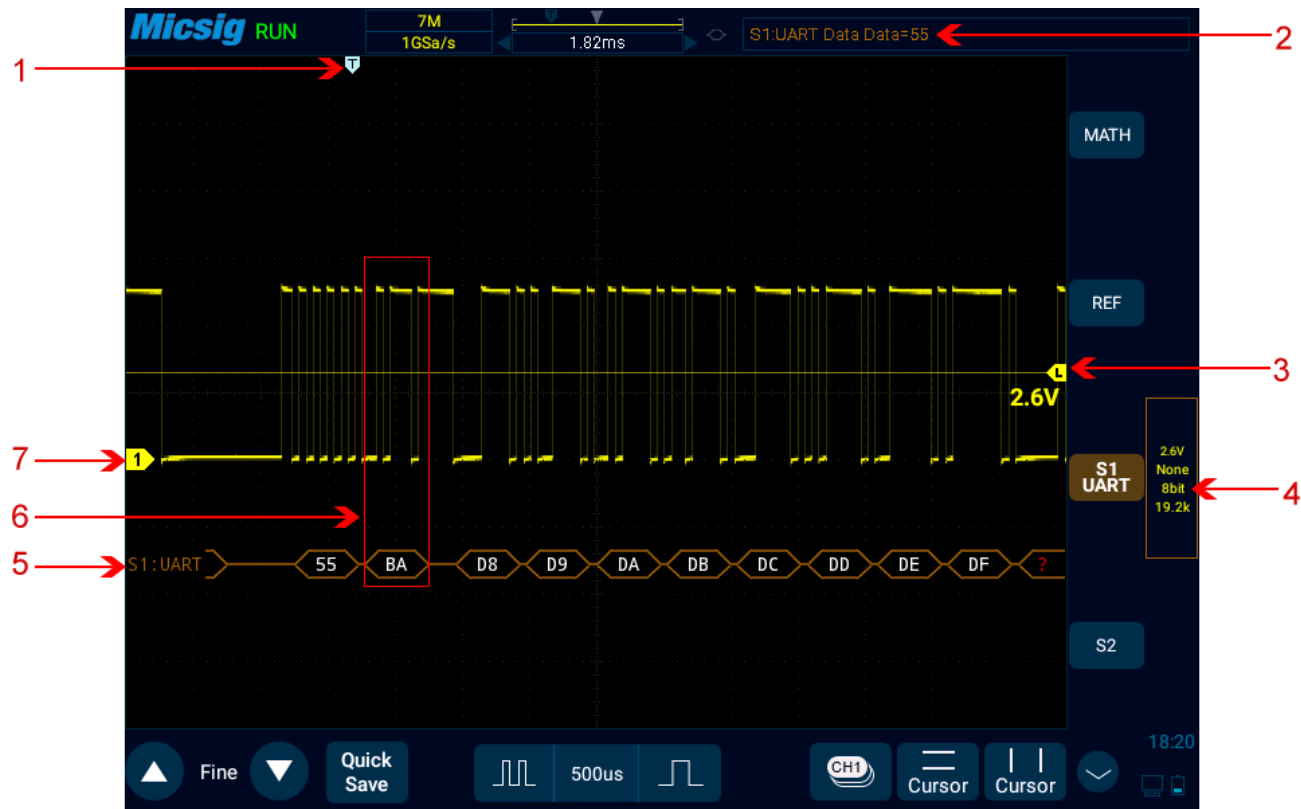 Micsig RUN
7M
1GSa/s
T
1.82ms
S1:UART Data Data=55
2
1
T
MATH
REF
3
L
2.6V
7
1
S1
UART
2.6V
None
8bit
19.2k
4
6
5
S1:UART
55
BA
D8
D9
DA
DB
DC
DD
DE
DF
?
S2
18:20
Fine
Quick
Save
500us
CH1
Cursor
Cursor